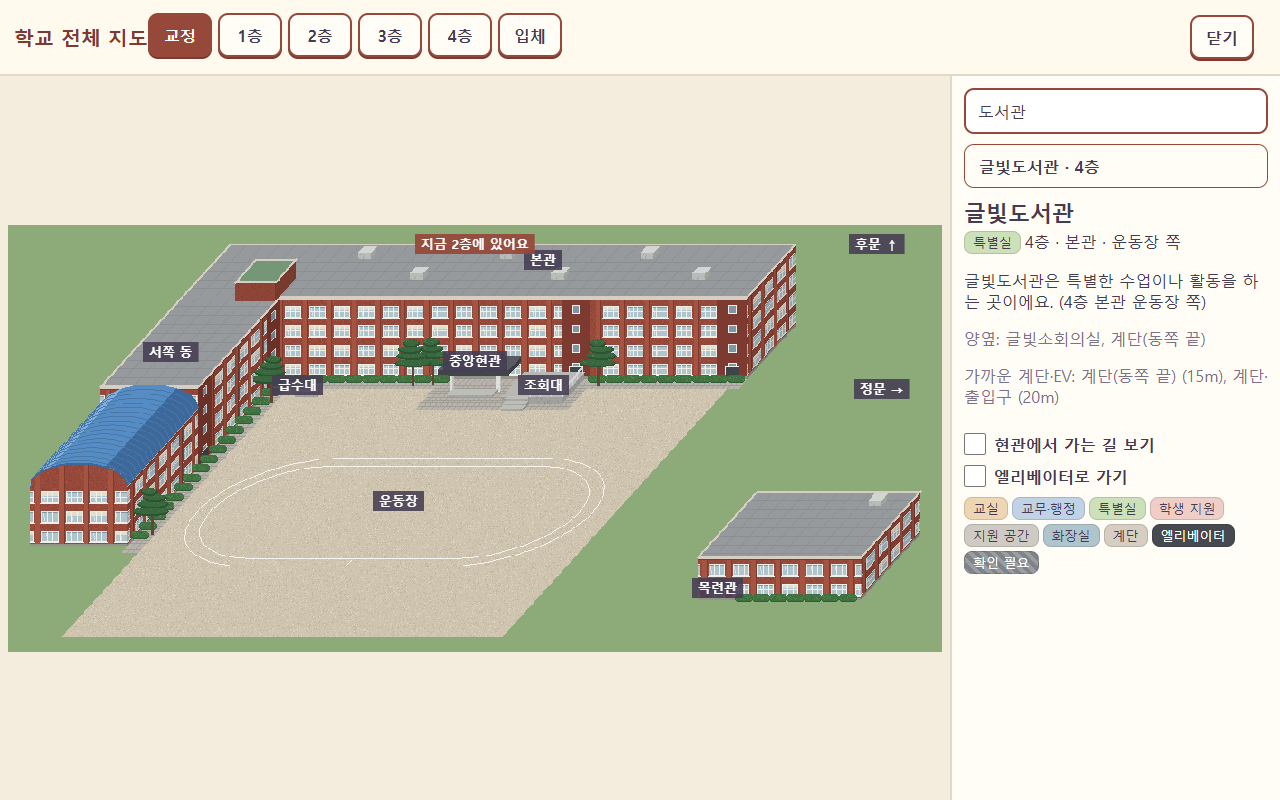 학교 전체 지도 교정 1층 2층 3층 4층 입체 닫기
도서관
글빛도서관 · 4층
글빛도서관
특별실 4층 · 본관 · 운동장 쪽
글빛도서관은 특별한 수업이나 활동을 하
는 곳이에요. (4층 본관 운동장 쪽)
양옆: 글빛소회의실, 계단(동쪽 끝)
가까운 계단·EV: 계단(동쪽 끝) (15m), 계단·
출입구 (20m)
현관에서 가는 길 보기
엘리베이터로 가기
교실 교무·행정 특별실 학생 지원
지원 공간 화장실 계단 엘리베이터
확인 필요
지금 2층에 있어요
후문 ↑
본관
서쪽 동
중앙현관
급수대
조회대
정문 →
운동장
목련관